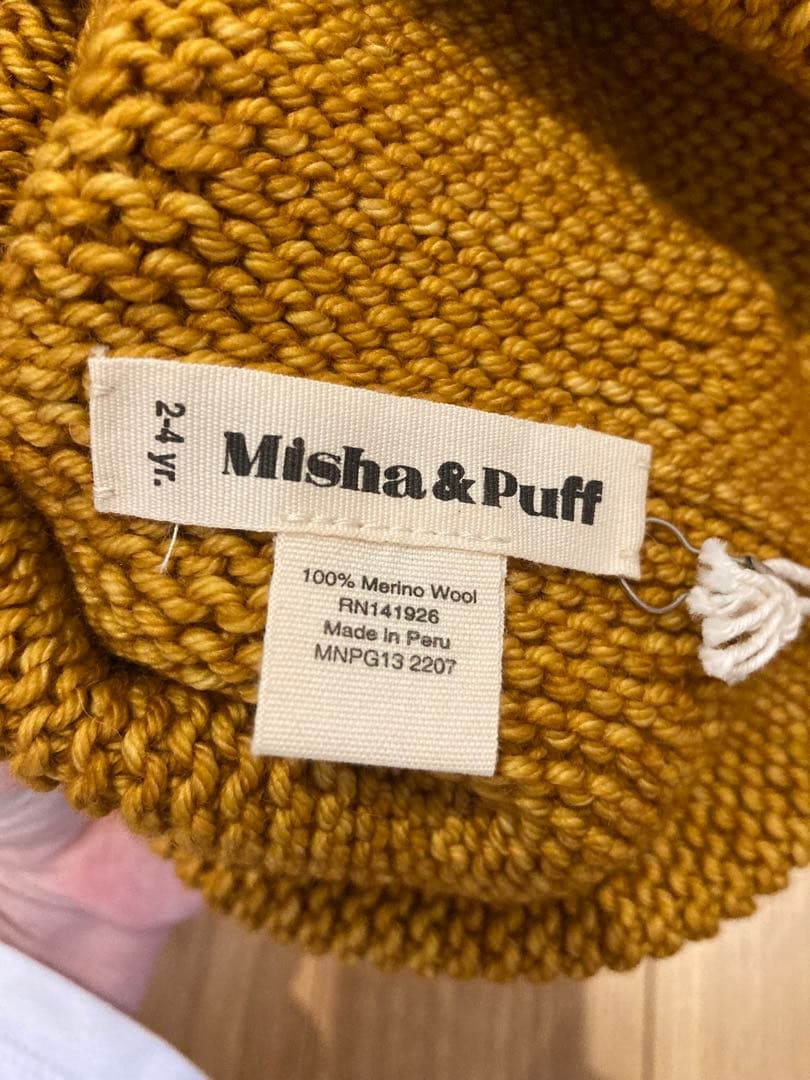 2-4 yr.
Misha & Puff
100% Merino Wool
RN141926
Made in Peru
MNPG13 2207